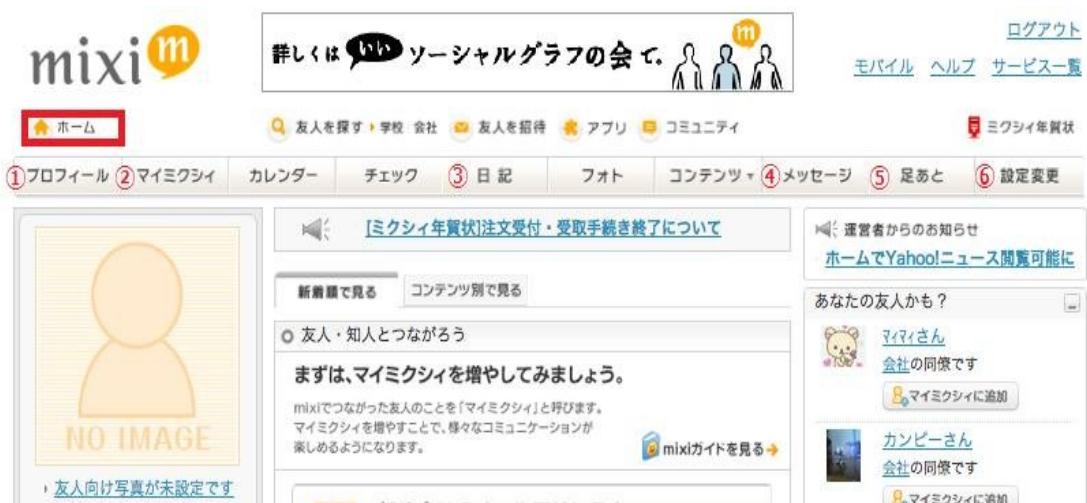 mixi m
詳しくは いい ソーシャルグラフの会 て. m
ログアウト
モバイル ヘルプ サービス一覧
ホーム
友人を探す 学校 会社 友人を招待 アプリ コミュニティ
ミクシィ年賀状
①プロフィール ②マイミクシィ カレンダー チェック ③ 日記 フォト コンテンツ▼ ④メッセージ ⑤ 足あと ⑥ 設定変更
[ミクシィ年賀状]注文受付・受取手続き終了について
運営者からのお知らせ
ホームでYahoo!ニュース閲覧可能に
新着順で見る コンテンツ別で見る
友人・知人とつながろう
まずは、マイミクシィを増やしてみましょう。
mixiでつながった友人のことを「マイミクシィ」と呼びます。
マイミクシィを増やすことで、様々なコミュニケーションが
楽しめるようになります。
mixiガイドを見る
あなたの友人かも?
マイマイさん
会社の同僚です
マイミクシィに追加
カンピーさん
会社の同僚です
マイミクシィに追加
NO IMAGE
友人向け写真が未設定です